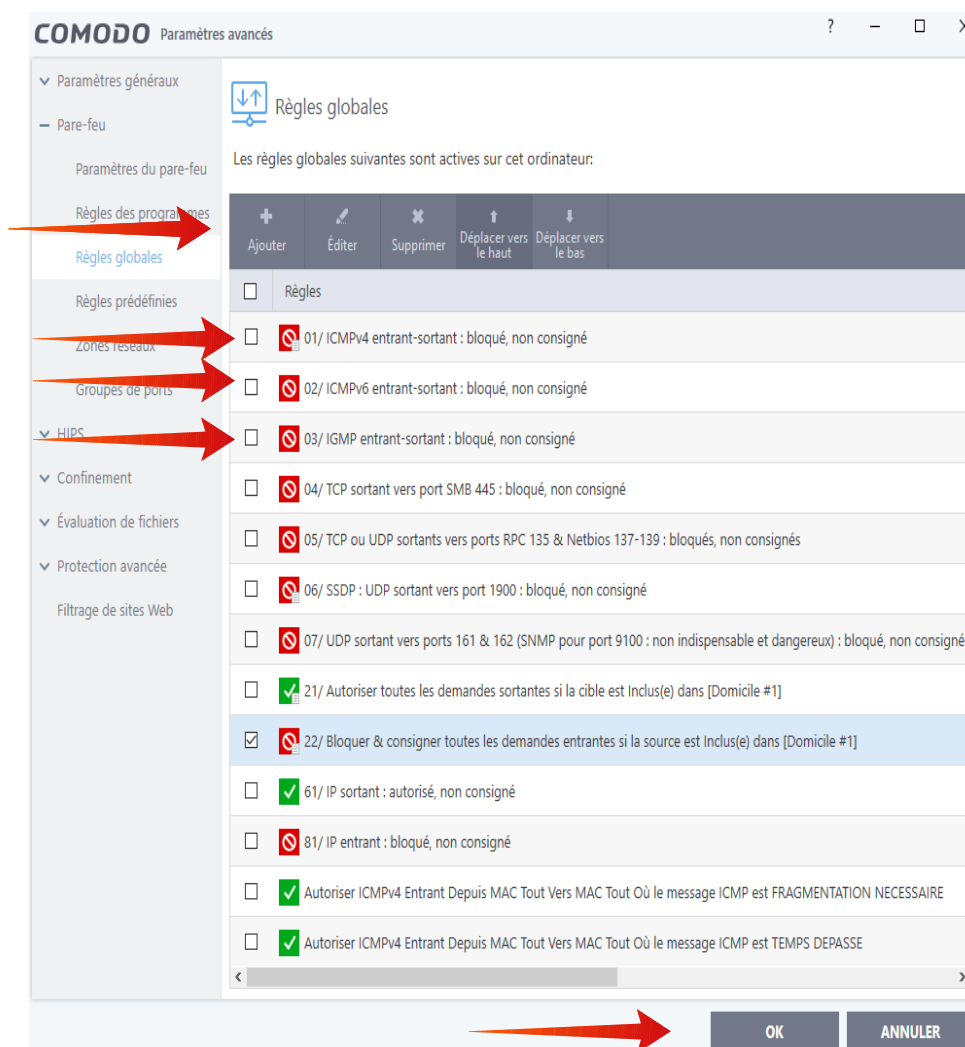 COMODO Paramètres avancés
?
Paramètres généraux
Pare-feu
Paramètres du pare-feu
Règles des programmes
Règles globales
Règles prédéfinies
Zones réseaux
Groupes de ports
HIPS
Confinement
Évaluation de fichiers
Protection avancée
Filtrage de sites Web
Règles globales
Les règles globales suivantes sont actives sur cet ordinateur:
Ajouter
Éditer
Supprimer
Déplacer vers
le haut
Déplacer vers
le bas
Règles
01/ ICMPv4 entrant-sortant : bloqué, non consigné
02/ ICMPv6 entrant-sortant : bloqué, non consigné
03/ IGMP entrant-sortant : bloqué, non consigné
04/ TCP sortant vers port SMB 445 : bloqué, non consigné
05/ TCP ou UDP sortants vers ports RPC 135 & Netbios 137-139 : bloqués, non consignés
06/ SSDP : UDP sortant vers port 1900 : bloqué, non consigné
07/ UDP sortant vers ports 161 & 162 (SNMP pour port 9100 : non indispensable et dangereux) : bloqué, non consigné
21/ Autoriser toutes les demandes sortantes si la cible est Inclus(e) dans [Domicile #1]
22/ Bloquer & consigner toutes les demandes entrantes si la source est Inclus(e) dans [Domicile #1]
61/ IP sortant : autorisé, non consigné
81/ IP entrant : bloqué, non consigné
Autoriser ICMPv4 Entrant Depuis MAC Tout Vers MAC Tout Où le message ICMP est FRAGMENTATION NECESSAIRE
Autoriser ICMPv4 Entrant Depuis MAC Tout Vers MAC Tout Où le message ICMP est TEMPS DEPASSE
OK
ANNULER